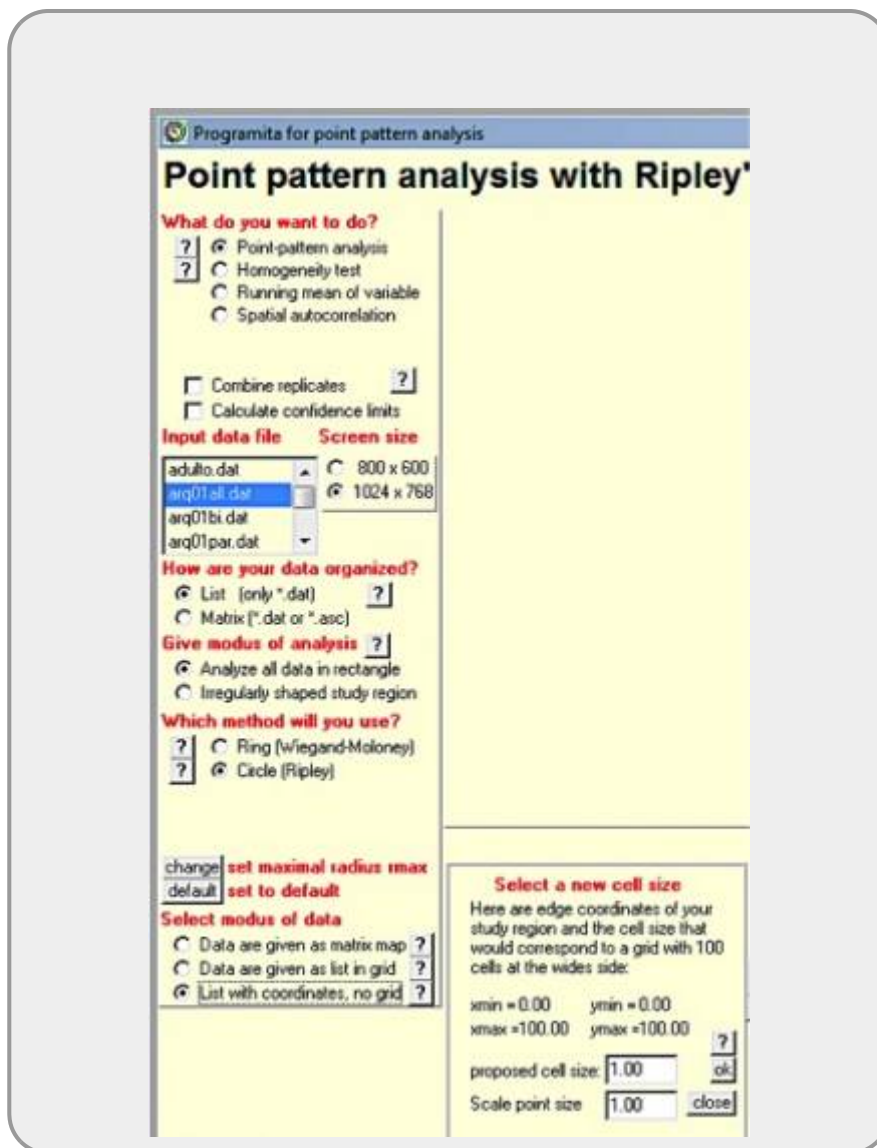 Programita for point pattern analysis
Point pattern analysis with Ripley'
What do you want to do?
? Point-pattern analysis
? Homogeneity test
Running mean of variable
Spatial autocorrelation
Combine replicates ?
Calculate confidence limits
Input data file Screen size
adulto.dat 800 x 600
arq01all.dat 1024 x 768
arq01bi.dat
arq01par.dat
How are your data organized?
List (only *.dat) ?
Matrix (*.dat or *.asc)
Give modus of analysis ?
Analyze all data in rectangle
Irregularly shaped study region
Which method will you use?
? Ring (Wiegand-Moloney)
? Circle (Ripley)
change set maximal radius rmax
default set to default
Select modus of data
Data are given as matrix map ?
Data are given as list in grid ?
List with coordinates, no grid ?
Select a new cell size
Here are edge coordinates of your
study region and the cell size that
would correspond to a grid with 100
cells at the wides side:
xmin = 0.00 ymin = 0.00
xmax =100.00 ymax =100.00
?
proposed cell size: 1.00 ok
Scale point size 1.00 close